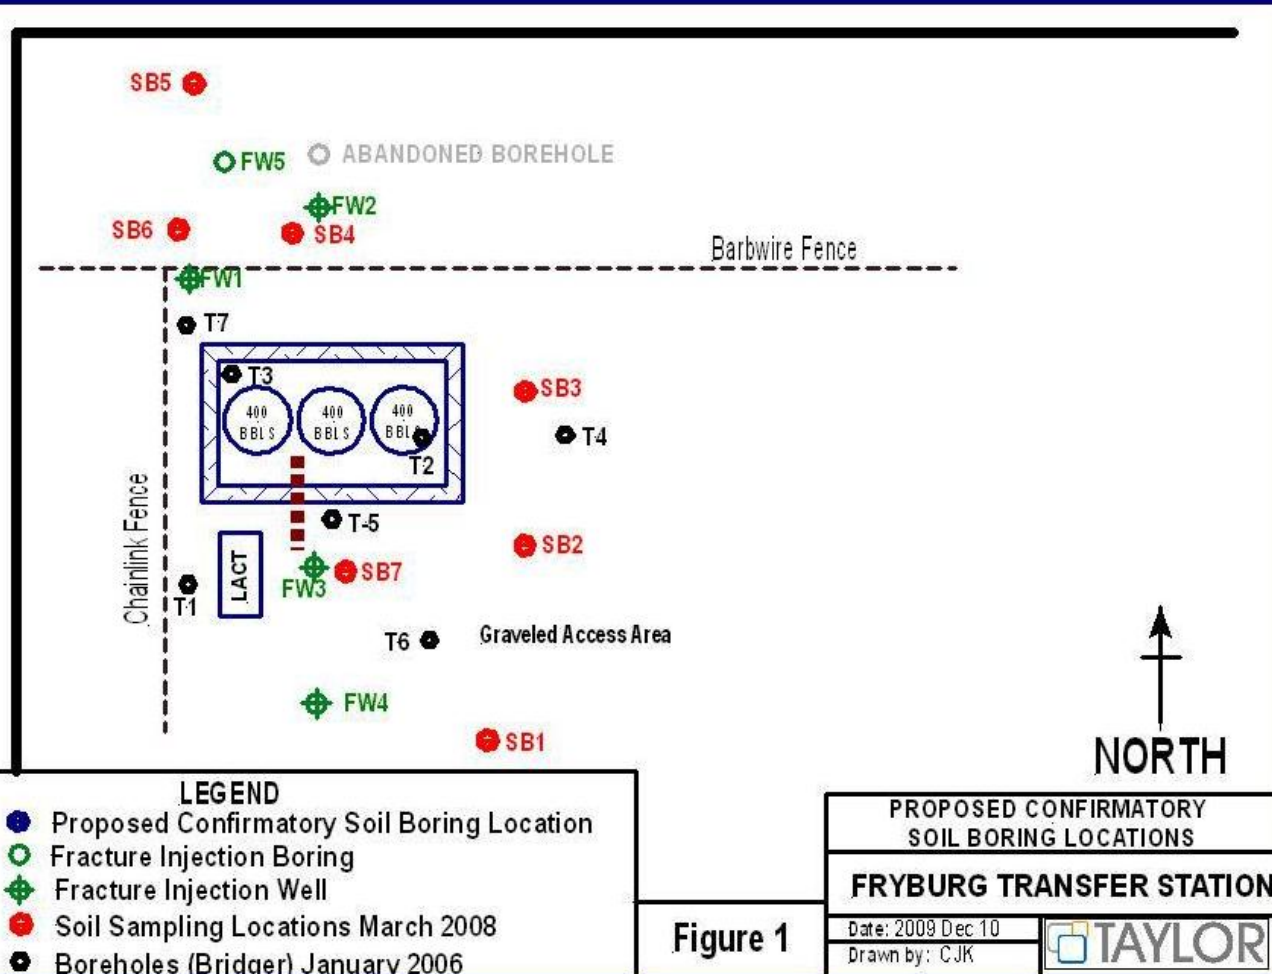 SB5
FW5
ABANDONED BOREHOLE
FW2
SB6
SB4
Barbwire Fence
FW1
T7
T3
SB3
400
BBLS
400
BBLS
400
BBLS
T4
T2
Chainlink Fence
T-5
SB2
LACT
FW3
SB7
T1
T6
Graveled Access Area
FW4
SB1
NORTH
LEGEND
Proposed Confirmatory Soil Boring Location
Fracture Injection Boring
Fracture Injection Well
Soil Sampling Locations March 2008
Boreholes (Bridger) January 2006
Figure 1
PROPOSED CONFIRMATORY
SOIL BORING LOCATIONS
FRYBURG TRANSFER STATION
Date: 2009 Dec 10
Drawn by: CJK
TAYLOR